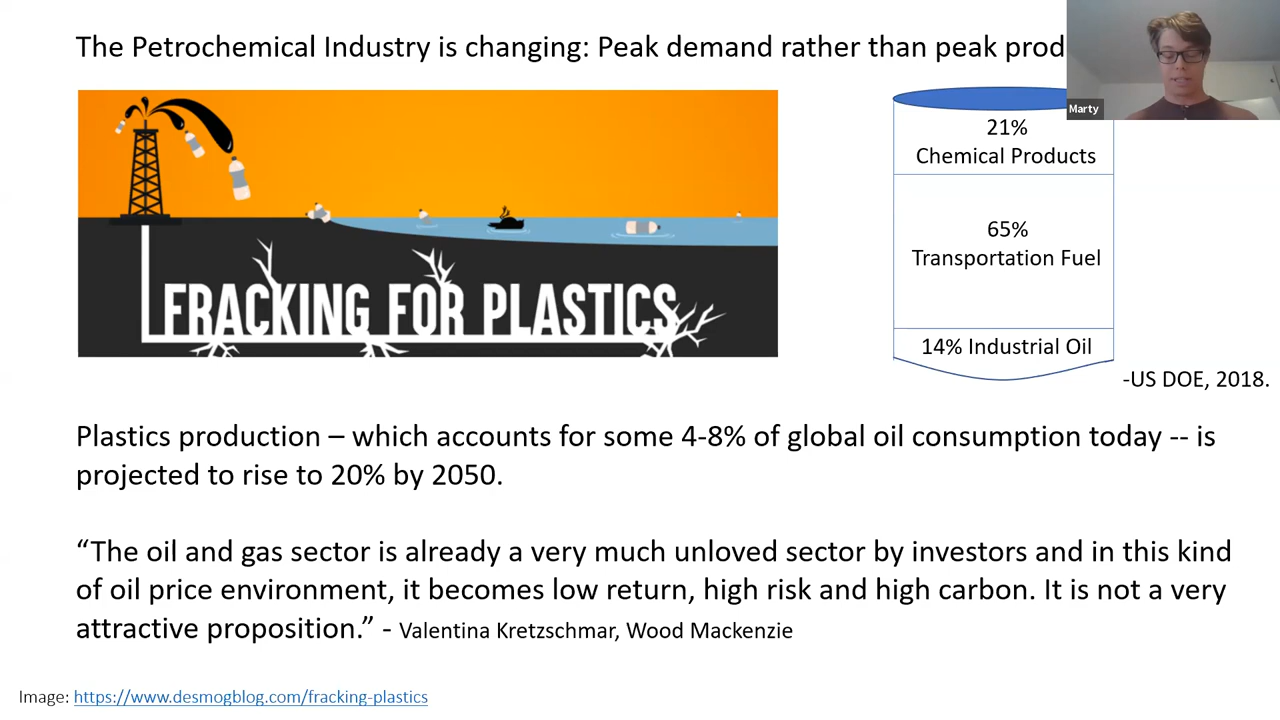 The Petrochemical Industry is changing: Peak demand rather than peak prod
Marty
FRACKING FOR PLASTICS
21%
Chemical Products
65%
Transportation Fuel
14% Industrial Oil
-US DOE, 2018.
Plastics production – which accounts for some 4-8% of global oil consumption today -- is
projected to rise to 20% by 2050.
“The oil and gas sector is already a very much unloved sector by investors and in this kind
of oil price environment, it becomes low return, high risk and high carbon. It is not a very
attractive proposition.” - Valentina Kretzschmar, Wood Mackenzie
Image: https://www.desmogblog.com/fracking-plastics